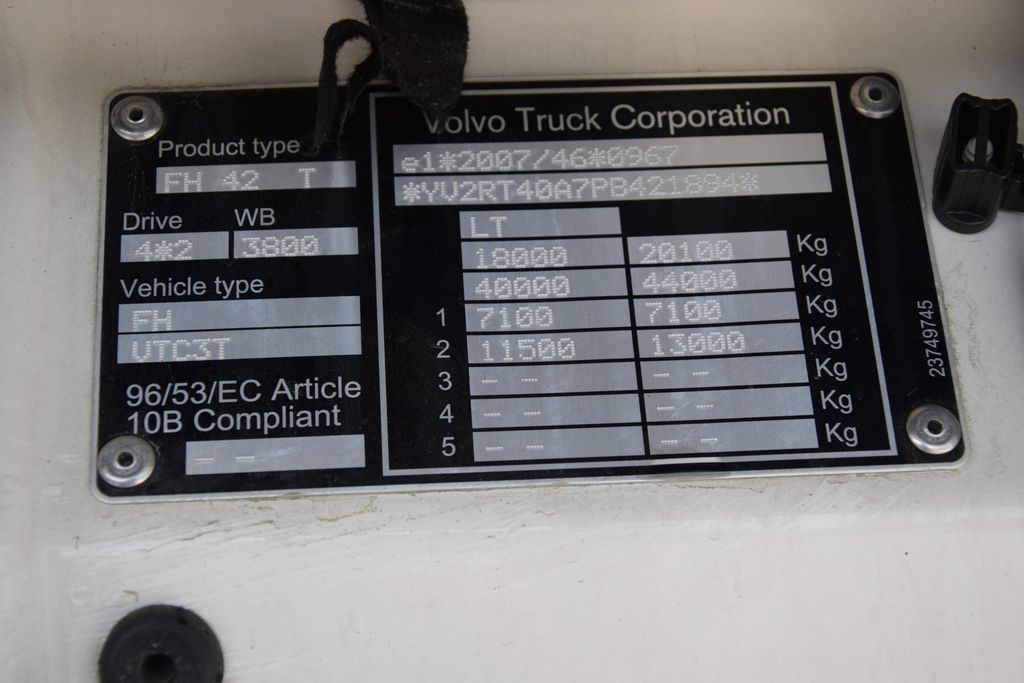 Volvo Truck Corporation
Product type
FH 42 T
Drive WB
4*2 3800
Vehicle type
FH
VTC3T
96/53/EC Article
10B Compliant
-- --
e1*2007/46*0967
*YV2RT40A7PB421894*
LT
18000 20100 Kg
40000 44000 Kg
1 7100 7100 Kg
2 11500 13000 Kg
3 -- -- -- -- Kg
4 -- -- -- -- Kg
5 -- -- -- -- Kg
23749745